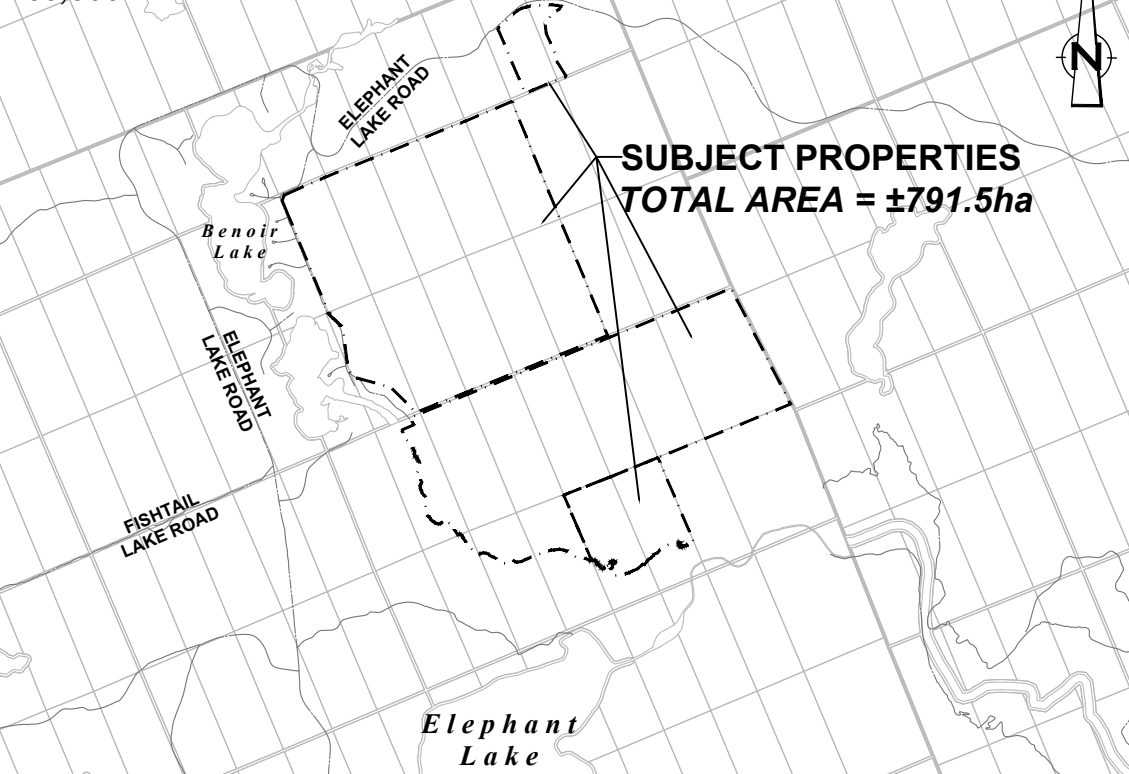 ELEPHANT
LAKE ROAD
N
SUBJECT PROPERTIES
TOTAL AREA = ±791.5ha
Benoir
Lake
ELEPHANT
LAKE ROAD
FISHTAIL
LAKE ROAD
Elephant
Lake